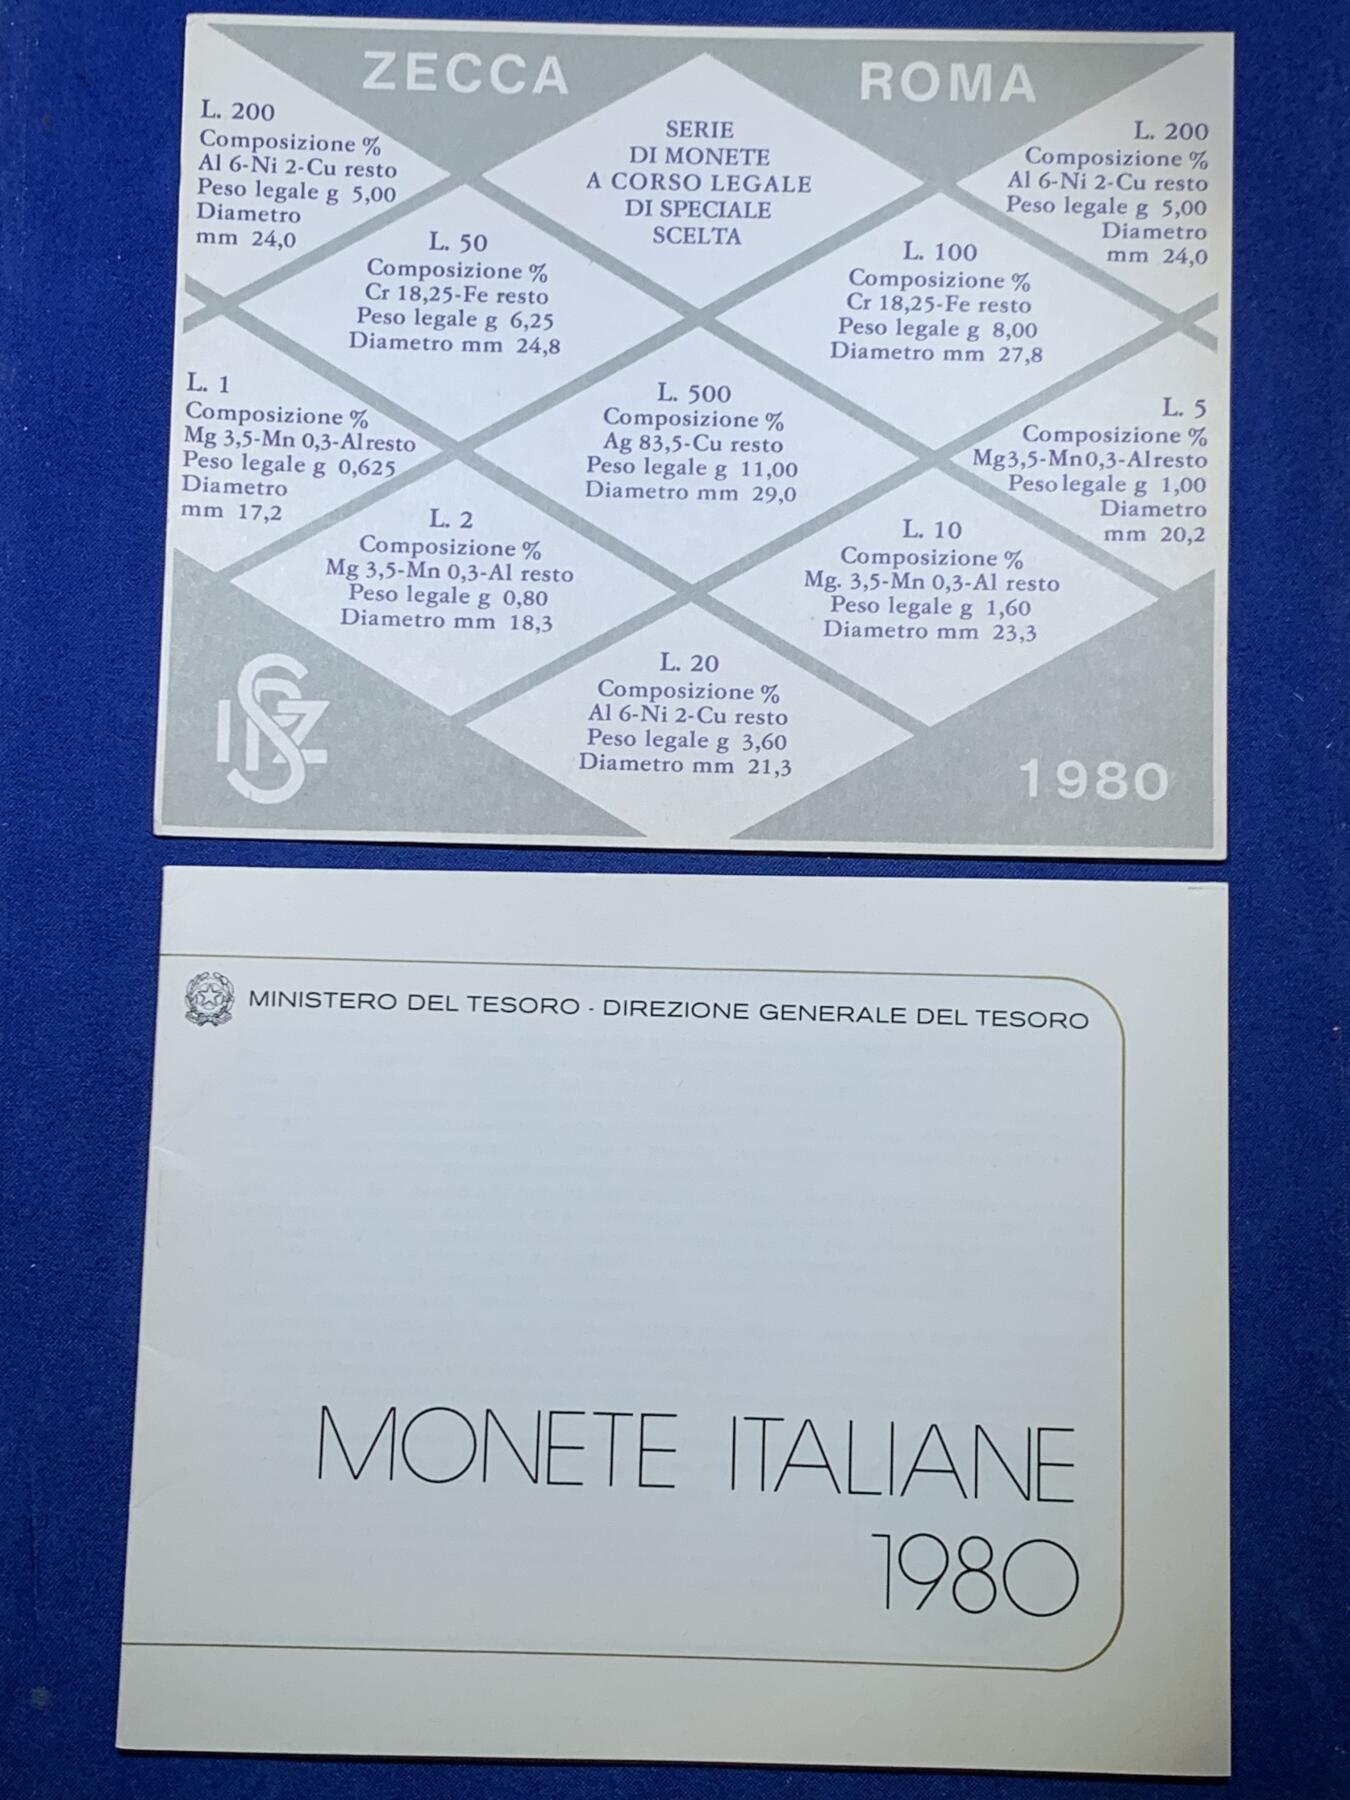 ZECCA ROMA
L. 200
Composizione %
Al 6-Ni 2-Cu resto
Peso legale g 5,00
Diametro
mm 24,0
SERIE
DI MONETE
A CORSO LEGALE
DI SPECIALE
SCELTA
L. 200
Composizione %
Al 6-Ni 2-Cu resto
Peso legale g 5,00
Diametro
mm 24,0
L. 50
Composizione %
Cr 18,25-Fe resto
Peso legale g 6,25
Diametro mm 24,8
L. 100
Composizione %
Cr 18,25-Fe resto
Peso legale g 8,00
Diametro mm 27,8
L. 1
Composizione %
Mg 3,5-Mn 0,3-Al resto
Peso legale g 0,625
Diametro
mm 17,2
L. 500
Composizione %
Ag 83,5-Cu resto
Peso legale g 11,00
Diametro mm 29,0
L. 5
Composizione %
Mg 3,5-Mn 0,3-Al resto
Peso legale g 1,00
Diametro
mm 20,2
L. 2
Composizione %
Mg 3,5-Mn 0,3-Al resto
Peso legale g 0,80
Diametro mm 18,3
L. 10
Composizione %
Mg. 3,5-Mn 0,3-Al resto
Peso legale g 1,60
Diametro mm 23,3
L. 20
Composizione %
Al 6-Ni 2-Cu resto
Peso legale g 3,60
Diametro mm 21,3
IPZS
1980
MINISTERO DEL TESORO - DIREZIONE GENERALE DEL TESORO
MONETE ITALIANE
1980